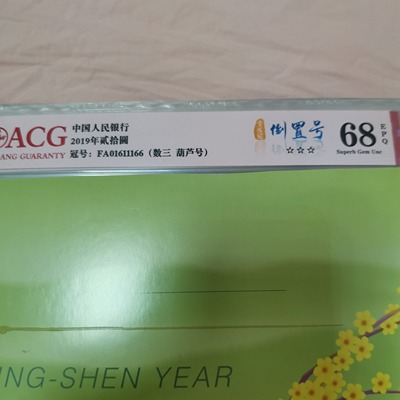 ACG
ANG GUARANTY
中国人民银行
2019年贰拾圆
冠号：FA01611166（数三 葫芦号）
倒置号
☆☆☆
68
EPQ
Superb Gem Unc
ING-SHEN YEAR